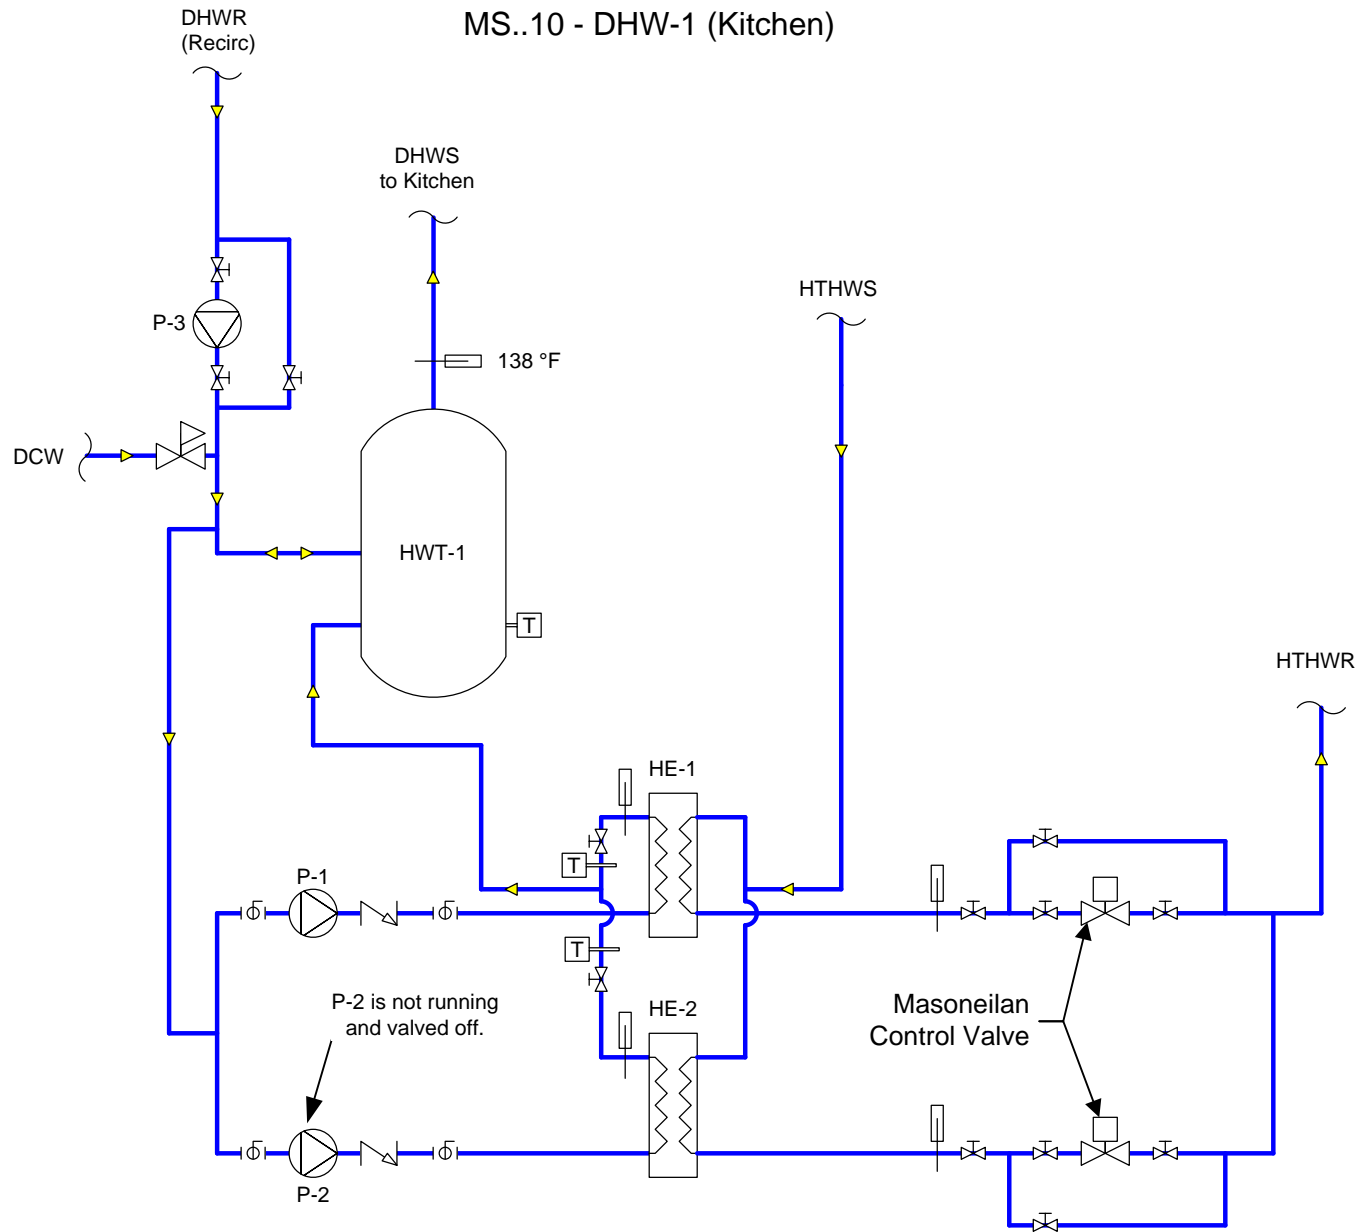 MS..10 - DHW-1 (Kitchen)
DHWR
(Recirc)
DHWS
to Kitchen
HTHWS
P-3
138 °F
DCW
HWT-1
T
HTHWR
HE-1
T
P-1
T
P-2 is not running
and valved off.
HE-2
Masoneilan
Control Valve
P-2